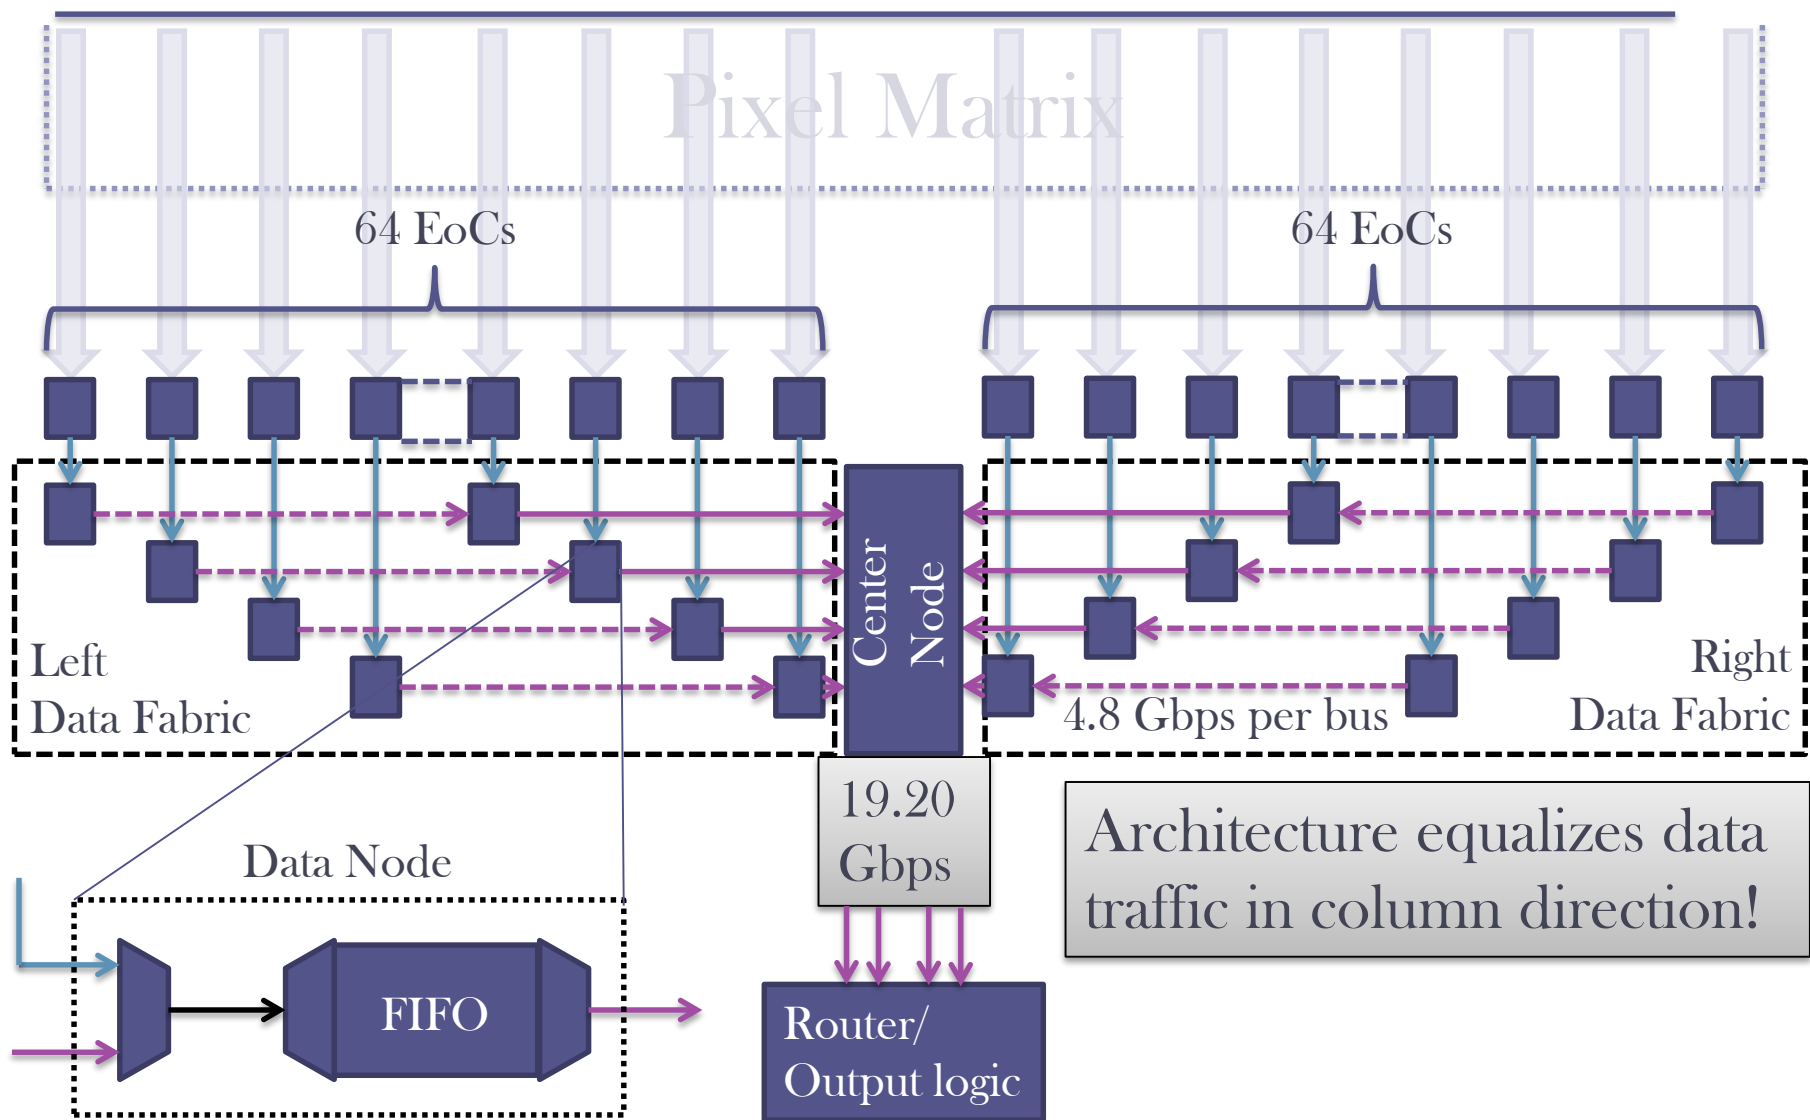 Pixel Matrix
64 EoCs
64 EoCs
Center
Node
Left
Data Fabric
Right
Data Fabric
4.8 Gbps per bus
19.20
Gbps
Architecture equalizes data
traffic in column direction!
Data Node
FIFO
Router/
Output logic